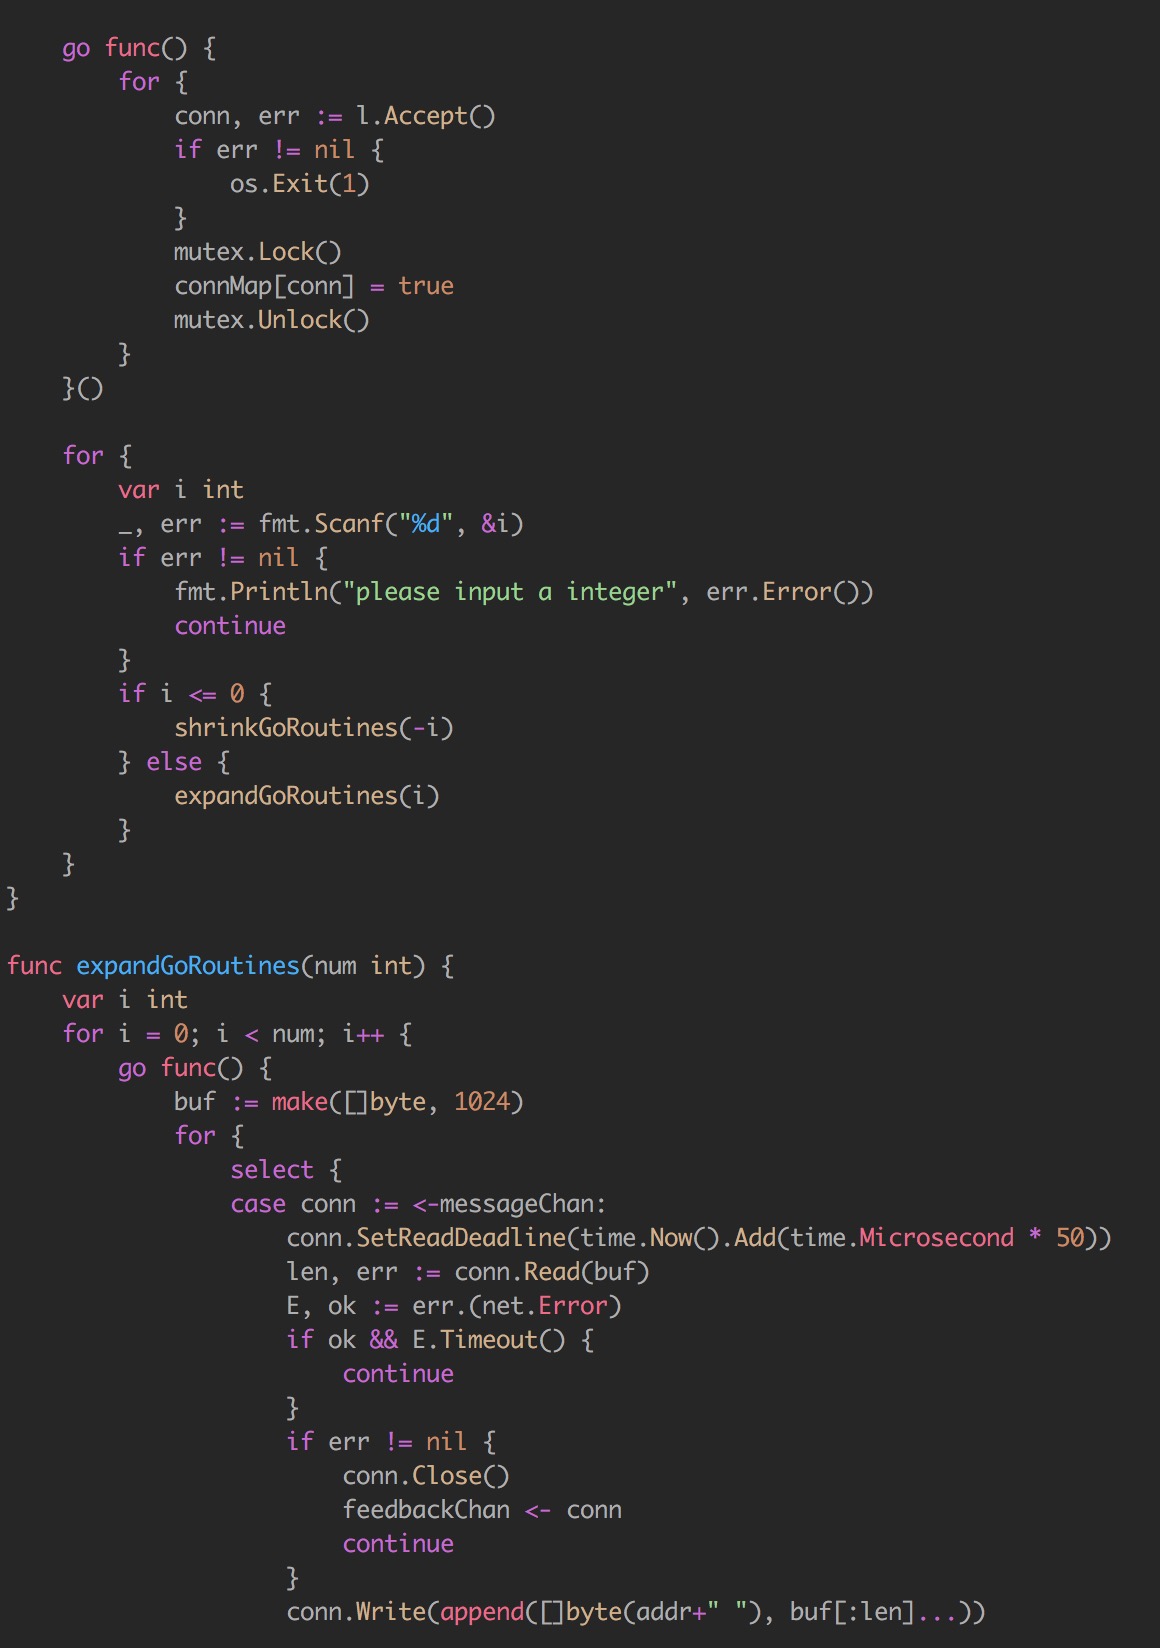 go func() {
for {
conn, err := l.Accept()
if err != nil {
os.Exit(1)
}
mutex.Lock()
connMap[conn] = true
mutex.Unlock()
}
}()
for {
var i int
_, err := fmt.Scanf("%d", &i)
if err != nil {
fmt.Println("please input a integer", err.Error())
continue
}
if i <= 0 {
shrinkGoRoutines(-i)
} else {
expandGoRoutines(i)
}
}
}
func expandGoRoutines(num int) {
var i int
for i = 0; i < num; i++ {
go func() {
buf := make([]byte, 1024)
for {
select {
case conn := <-messageChan:
conn.SetReadDeadline(time.Now().Add(time.Microsecond * 50))
len, err := conn.Read(buf)
E, ok := err.(net.Error)
if ok && E.Timeout() {
continue
}
if err != nil {
conn.Close()
feedbackChan <- conn
continue
}
conn.Write(append([]byte(addr+" "), buf[:len]...))